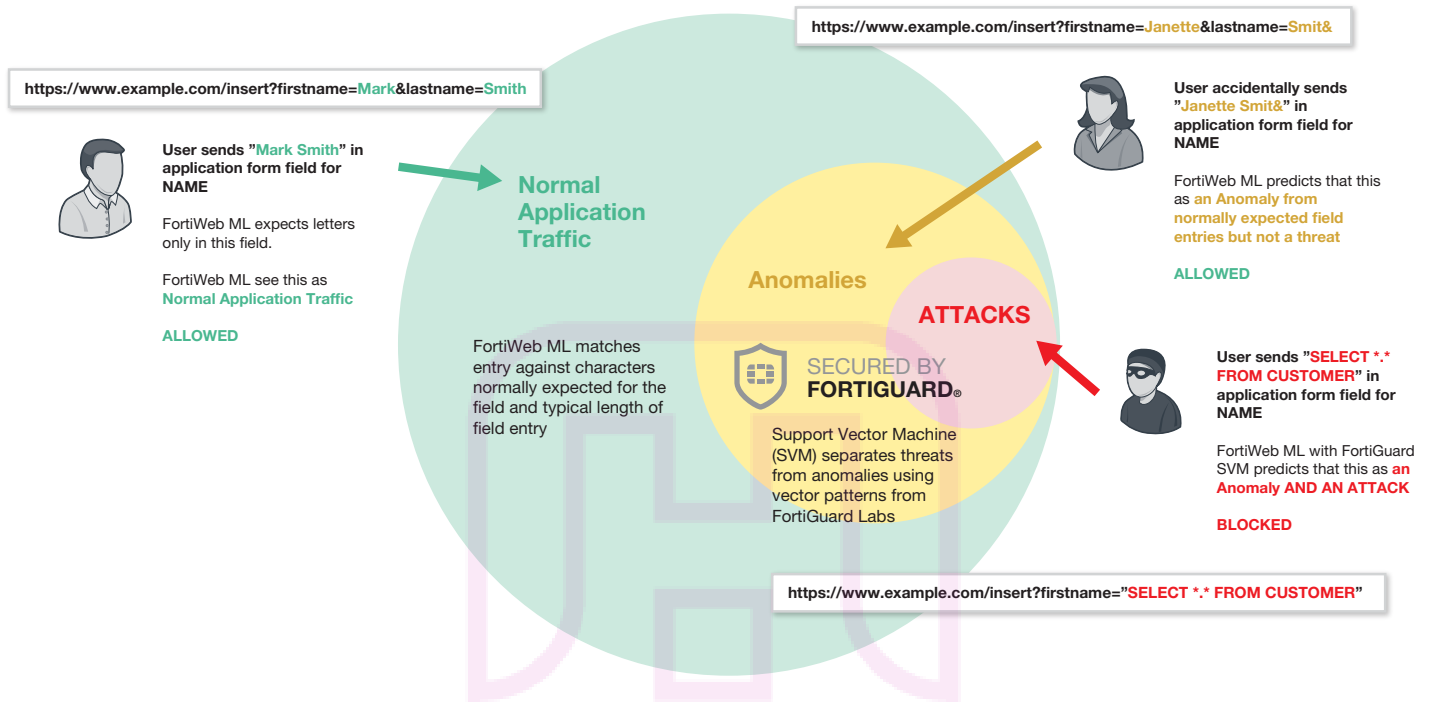 https://www.example.com/insert?firstname=Janette&lastname=Smit&
https://www.example.com/insert?firstname=Mark&lastname=Smith
User sends ”Mark Smith” in
application form field for
NAME
FortiWeb ML expects letters
only in this field.
FortiWeb ML see this as
Normal Application Traffic
ALLOWED
Normal
Application
Traffic
FortiWeb ML matches
entry against characters
normally expected for the
field and typical length of
field entry
Anomalies
ATTACKS
SECURED BY
FORTIGUARD®
Support Vector Machine
(SVM) separates threats
from anomalies using
vector patterns from
FortiGuard Labs
User accidentally sends
”Janette Smit&” in
application form field for
NAME
FortiWeb ML predicts that this
as an Anomaly from
normally expected field
entries but not a threat
ALLOWED
User sends ”SELECT *.*
FROM CUSTOMER” in
application form field for
NAME
FortiWeb ML with FortiGuard
SVM predicts that this as an
Anomaly AND AN ATTACK
BLOCKED
https://www.example.com/insert?firstname=”SELECT *.* FROM CUSTOMER”